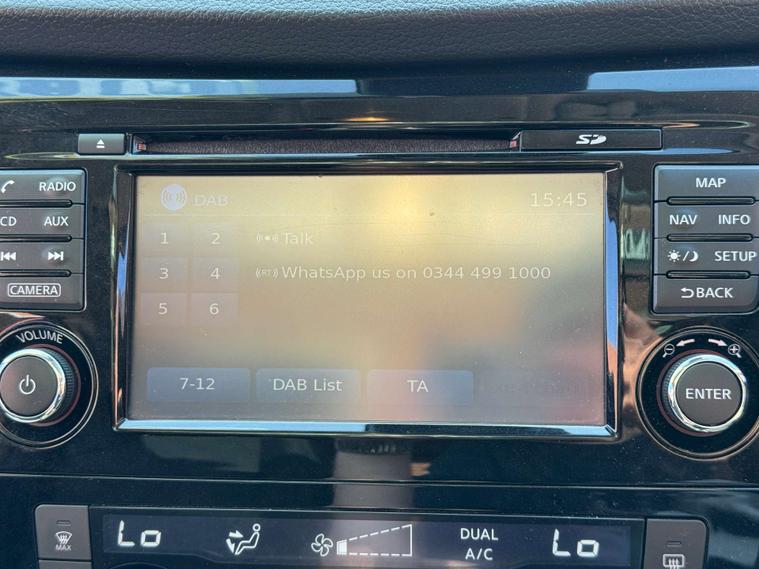 SD
RADIO
MAP
DAB 15:45
CD AUX
NAV INFO
1 2 Talk
SETUP
3 4 (RT) WhatsApp us on 0344 499 1000
CAMERA
BACK
5 6
VOLUME
7-12 DAB List TA
ENTER
MAX
Lo
DUAL
A/C
Lo